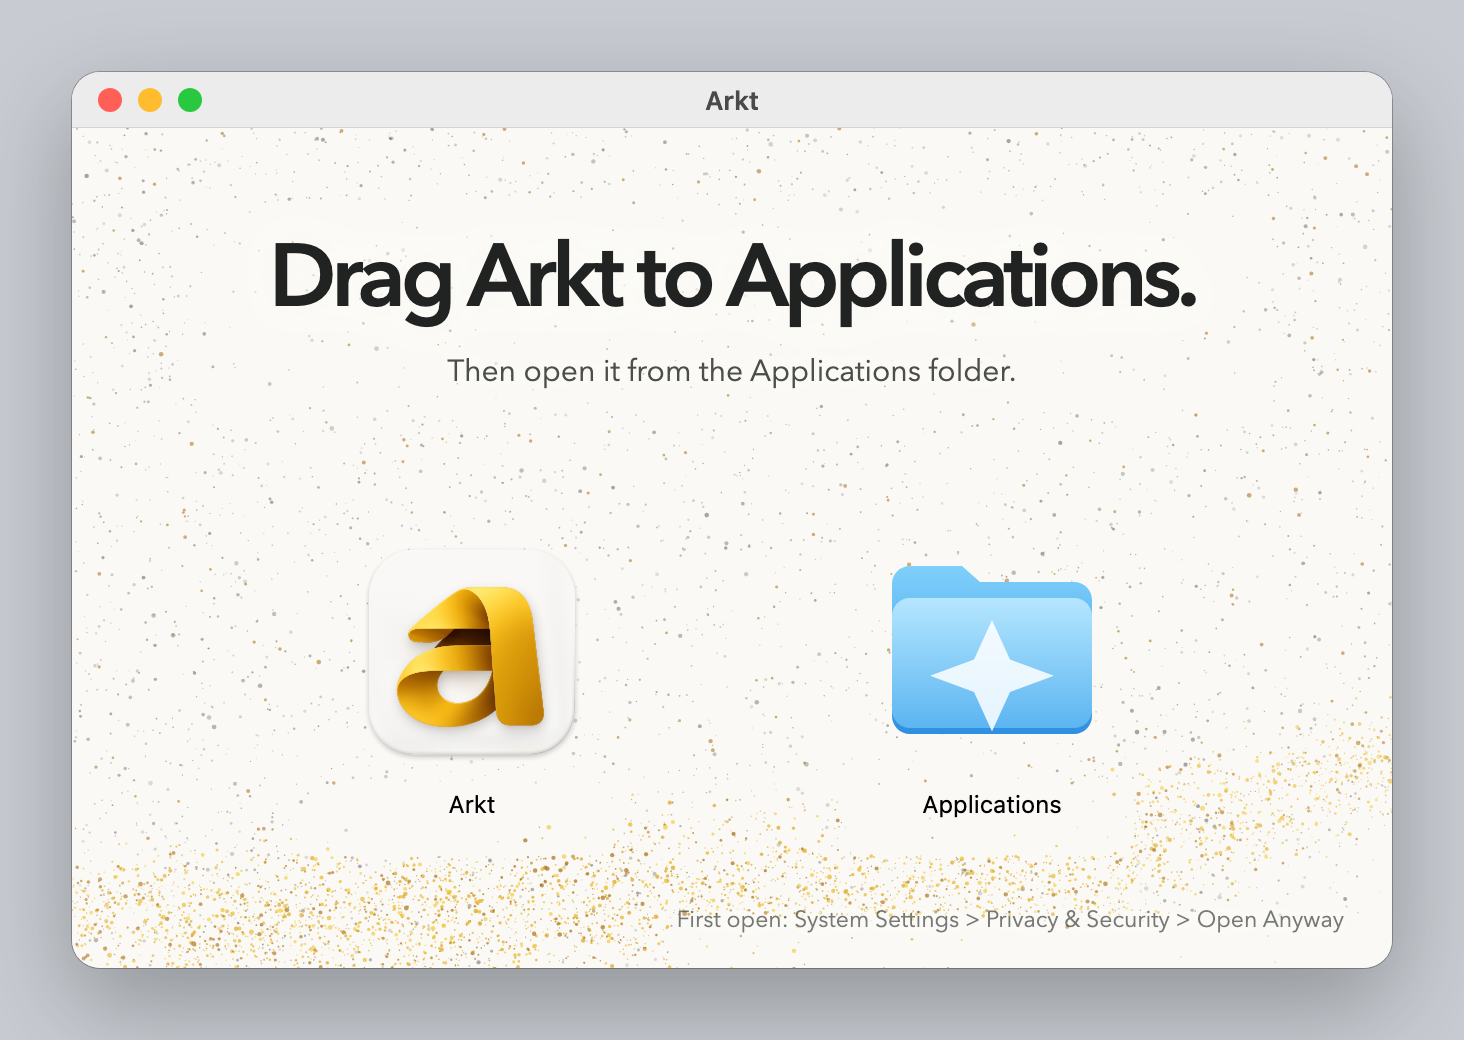 Arkt
Drag Arkt to Applications.
Then open it from the Applications folder.
Arkt
Applications
First open: System Settings > Privacy & Security > Open Anyway